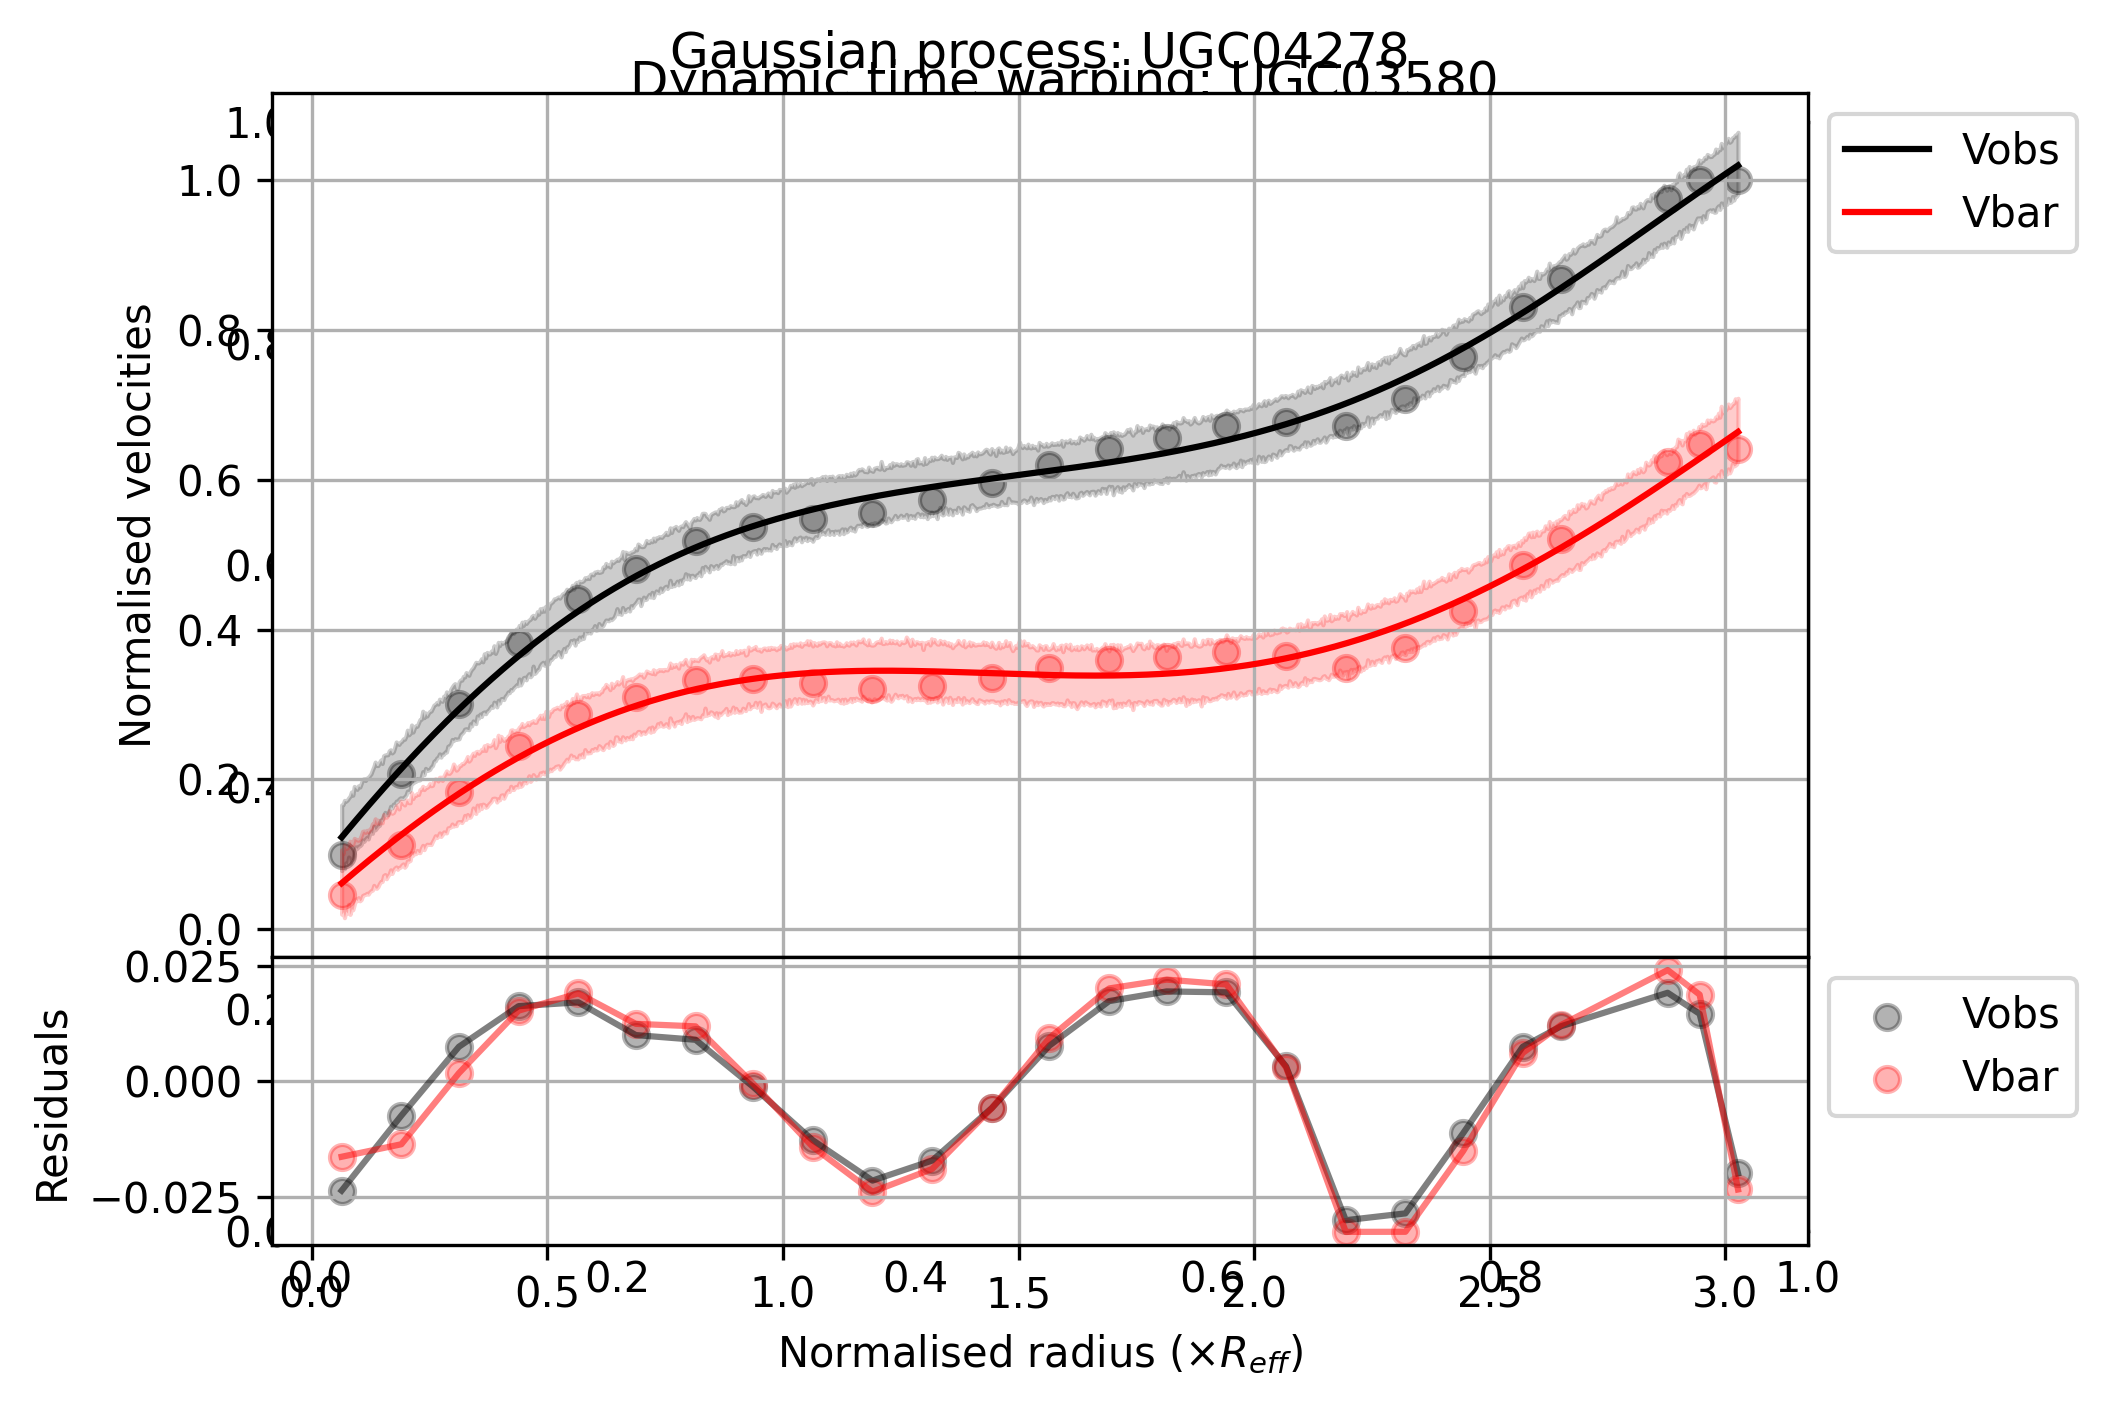 Gaussian process: UGC04278
Dynamic time warping: UGC03580
Normalised velocities
1.0
0.8
0.6
0.4
0.2
0.0
Vobs
Vbar
Residuals
0.025
0.000
−0.025
Vobs
Vbar
0.0 0.2 0.4 0.6 0.8 1.0
0.0 0.5 1.0 1.5 2.0 2.5 3.0
Normalised radius (×R_eff)